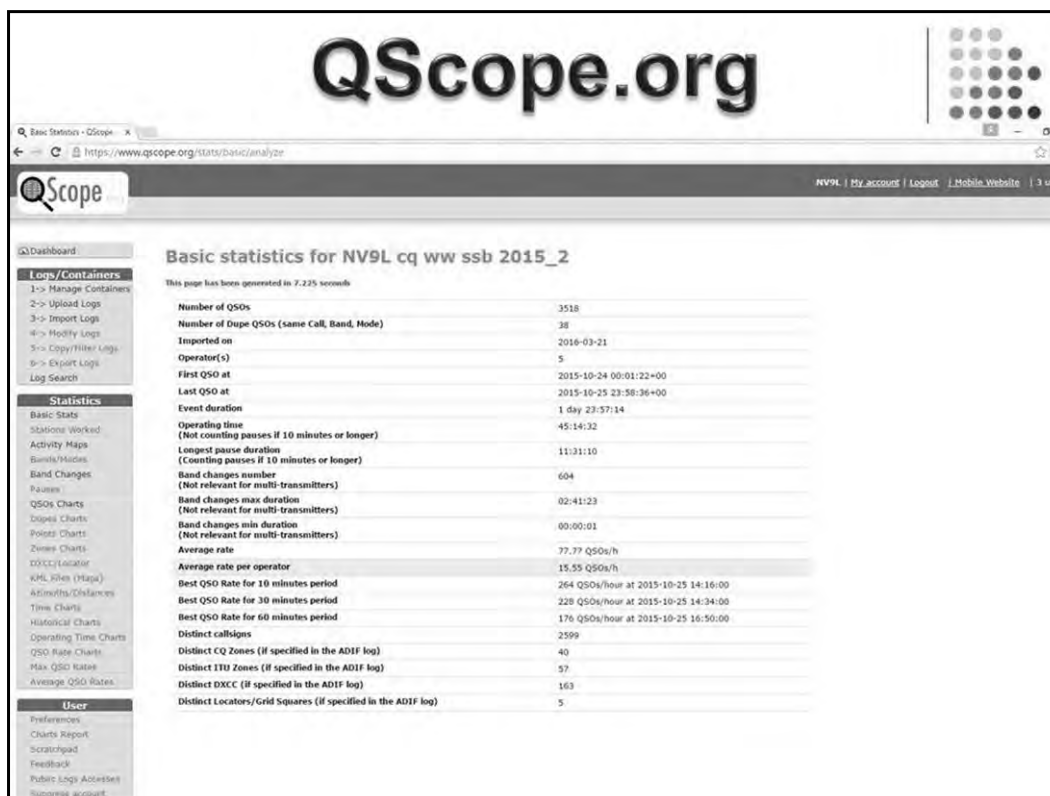 QScope.org
Basic Statistics - QScope x
https://www.qscope.org/stats/basic/analyze
QScope
NV9L | My account | Logout | Mobile Website | 3 u
Dashboard
Logs/Containers
1-> Manage Containers
2-> Upload Logs
3-> Import Logs
4-> Modify Logs
5-> Copy/Filter Logs
6-> Export Logs
Log Search
Statistics
Basic Stats
Stations Worked
Activity Maps
Bands/Modes
Band Changes
Pauses
QSOs Charts
Dupes Charts
Points Charts
Zones Charts
DXCC/Locator
KML Files (Maps)
Azimuths/Distances
Time Charts
Historical Charts
Operating Time Charts
QSO Rate Charts
Max QSO Rates
Average QSO Rates
User
Preferences
Charts Report
Scratchpad
Feedback
Public Logs Accesses
Suppress account
Basic statistics for NV9L cq ww ssb 2015_2
This page has been generated in 7.225 seconds
Number of QSOs 3518
Number of Dupe QSOs (same Call, Band, Mode) 38
Imported on 2016-03-21
Operator(s) 5
First QSO at 2015-10-24 00:01:22+00
Last QSO at 2015-10-25 23:58:36+00
Event duration 1 day 23:57:14
Operating time 45:14:32
(Not counting pauses if 10 minutes or longer)
Longest pause duration 11:31:10
(Counting pauses if 10 minutes or longer)
Band changes number 604
(Not relevant for multi-transmitters)
Band changes max duration 02:41:23
(Not relevant for multi-transmitters)
Band changes min duration 00:00:01
(Not relevant for multi-transmitters)
Average rate 77.77 QSOs/h
Average rate per operator 15.55 QSOs/h
Best QSO Rate for 10 minutes period 264 QSOs/hour at 2015-10-25 14:16:00
Best QSO Rate for 30 minutes period 228 QSOs/hour at 2015-10-25 14:34:00
Best QSO Rate for 60 minutes period 176 QSOs/hour at 2015-10-25 16:50:00
Distinct callsigns 2599
Distinct CQ Zones (if specified in the ADIF log) 40
Distinct ITU Zones (if specified in the ADIF log) 57
Distinct DXCC (if specified in the ADIF log) 163
Distinct Locators/Grid Squares (if specified in the ADIF log) 5